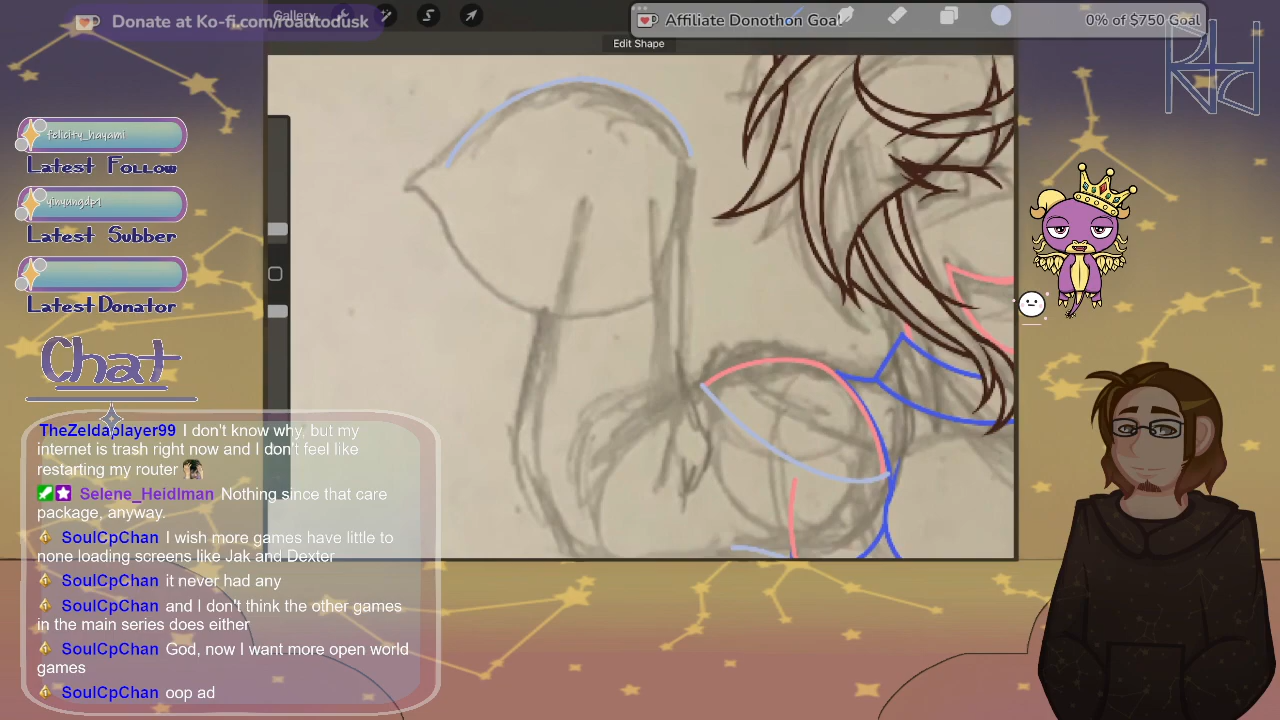 Donate at Ko-fi.com/roadtodusk
Gallery
Affiliate Donothon Goal
0% of $750 Goal
Edit Shape
felicity_hayami
Latest Follow
yinyangdp1
Latest Subber
Latest Donator
Chat
TheZeldaplayer99 I don't know why, but my
internet is trash right now and I don't feel like
restarting my router
Selene_Heidlman Nothing since that care
package, anyway.
SoulCpChan I wish more games have little to
none loading screens like Jak and Dexter
SoulCpChan it never had any
SoulCpChan and I don't think the other games
in the main series does either
SoulCpChan God, now I want more open world
games
SoulCpChan oop ad